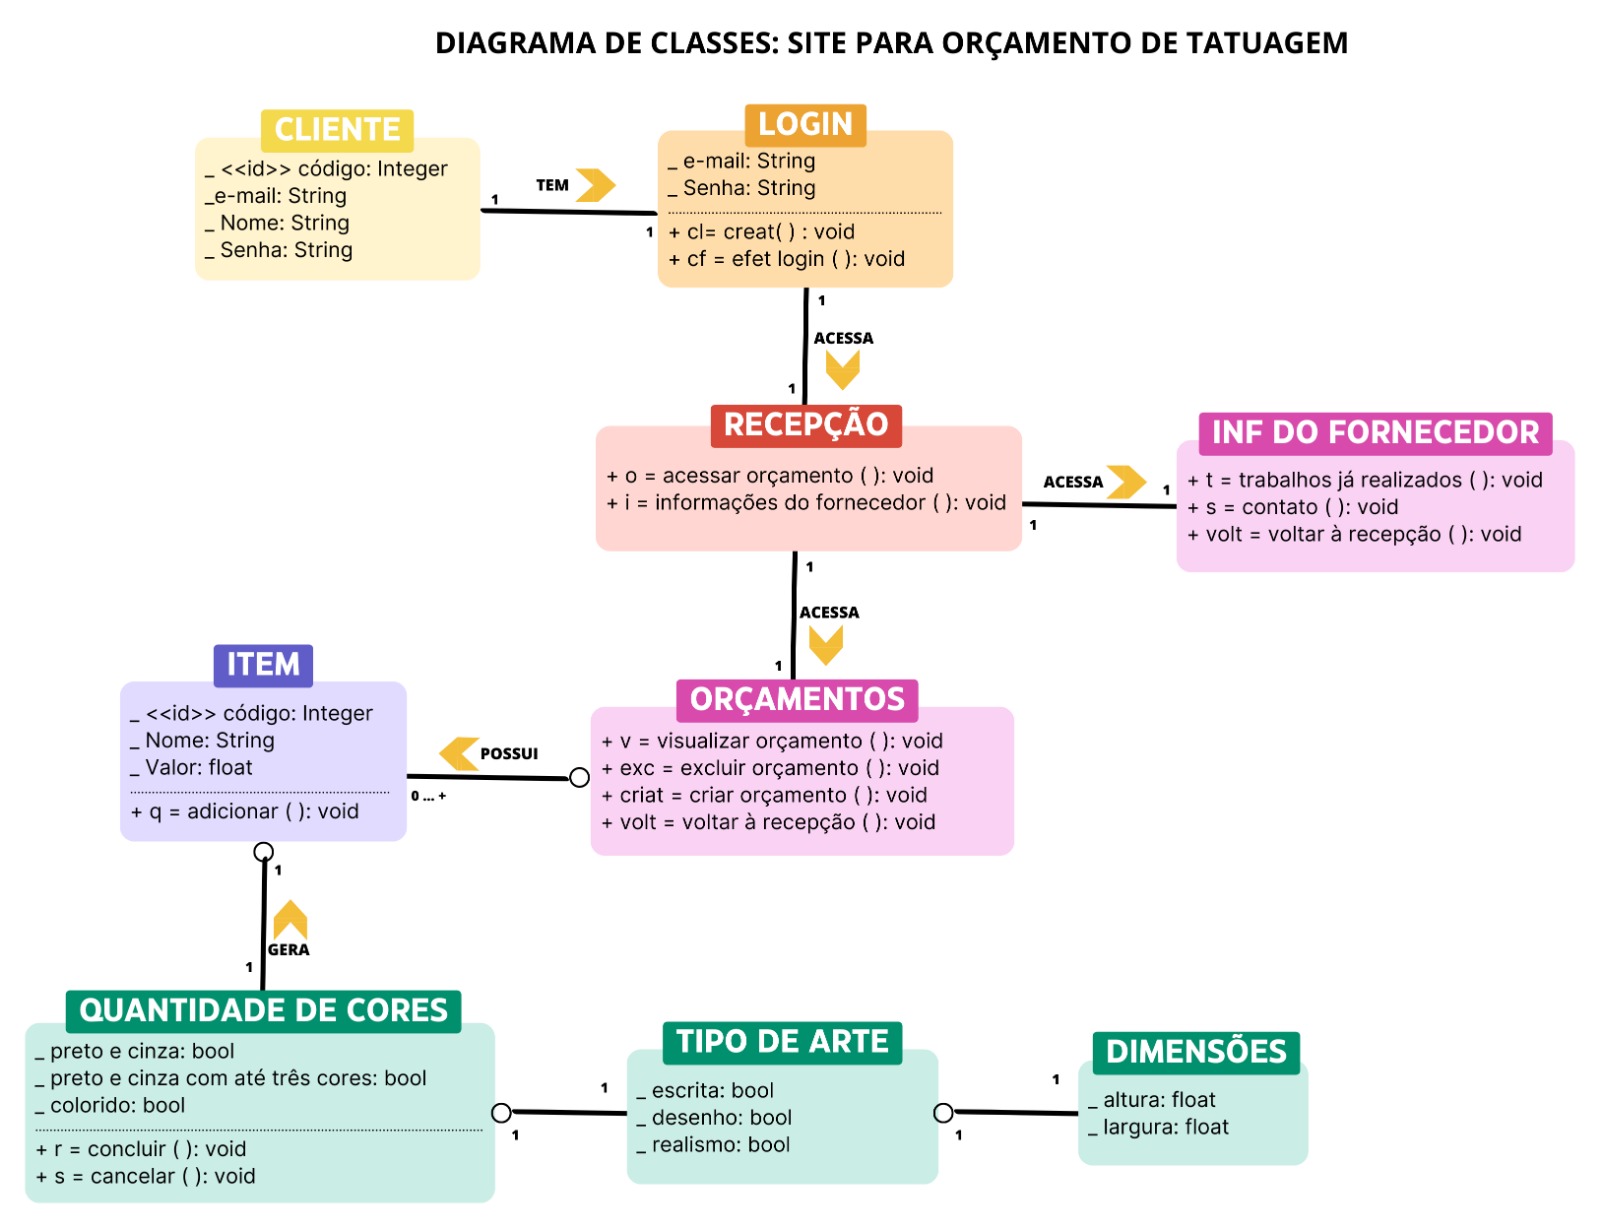 DIAGRAMA DE CLASSES: SITE PARA ORÇAMENTO DE TATUAGEM
CLIENTE
_ <<id>> código: Integer
_e-mail: String
_ Nome: String
_ Senha: String
1
TEM
1
LOGIN
_ e-mail: String
_ Senha: String
+ cl= creat( ) : void
+ cf = efet login ( ): void
1
ACESSA
1
RECEPÇÃO
+ o = acessar orçamento ( ): void
+ i = informações do fornecedor ( ): void
ACESSA
1
1
INF DO FORNECEDOR
+ t = trabalhos já realizados ( ): void
+ s = contato ( ): void
+ volt = voltar à recepção ( ): void
1
ACESSA
1
ORÇAMENTOS
+ v = visualizar orçamento ( ): void
+ exc = excluir orçamento ( ): void
+ criat = criar orçamento ( ): void
+ volt = voltar à recepção ( ): void
POSSUI
0 ... +
ITEM
_ <<id>> código: Integer
_ Nome: String
_ Valor: float
+ q = adicionar ( ): void
1
GERA
1
QUANTIDADE DE CORES
_ preto e cinza: bool
_ preto e cinza com até três cores: bool
_ colorido: bool
+ r = concluir ( ): void
+ s = cancelar ( ): void
1
1
TIPO DE ARTE
_ escrita: bool
_ desenho: bool
_ realismo: bool
1
1
DIMENSÕES
_ altura: float
_ largura: float